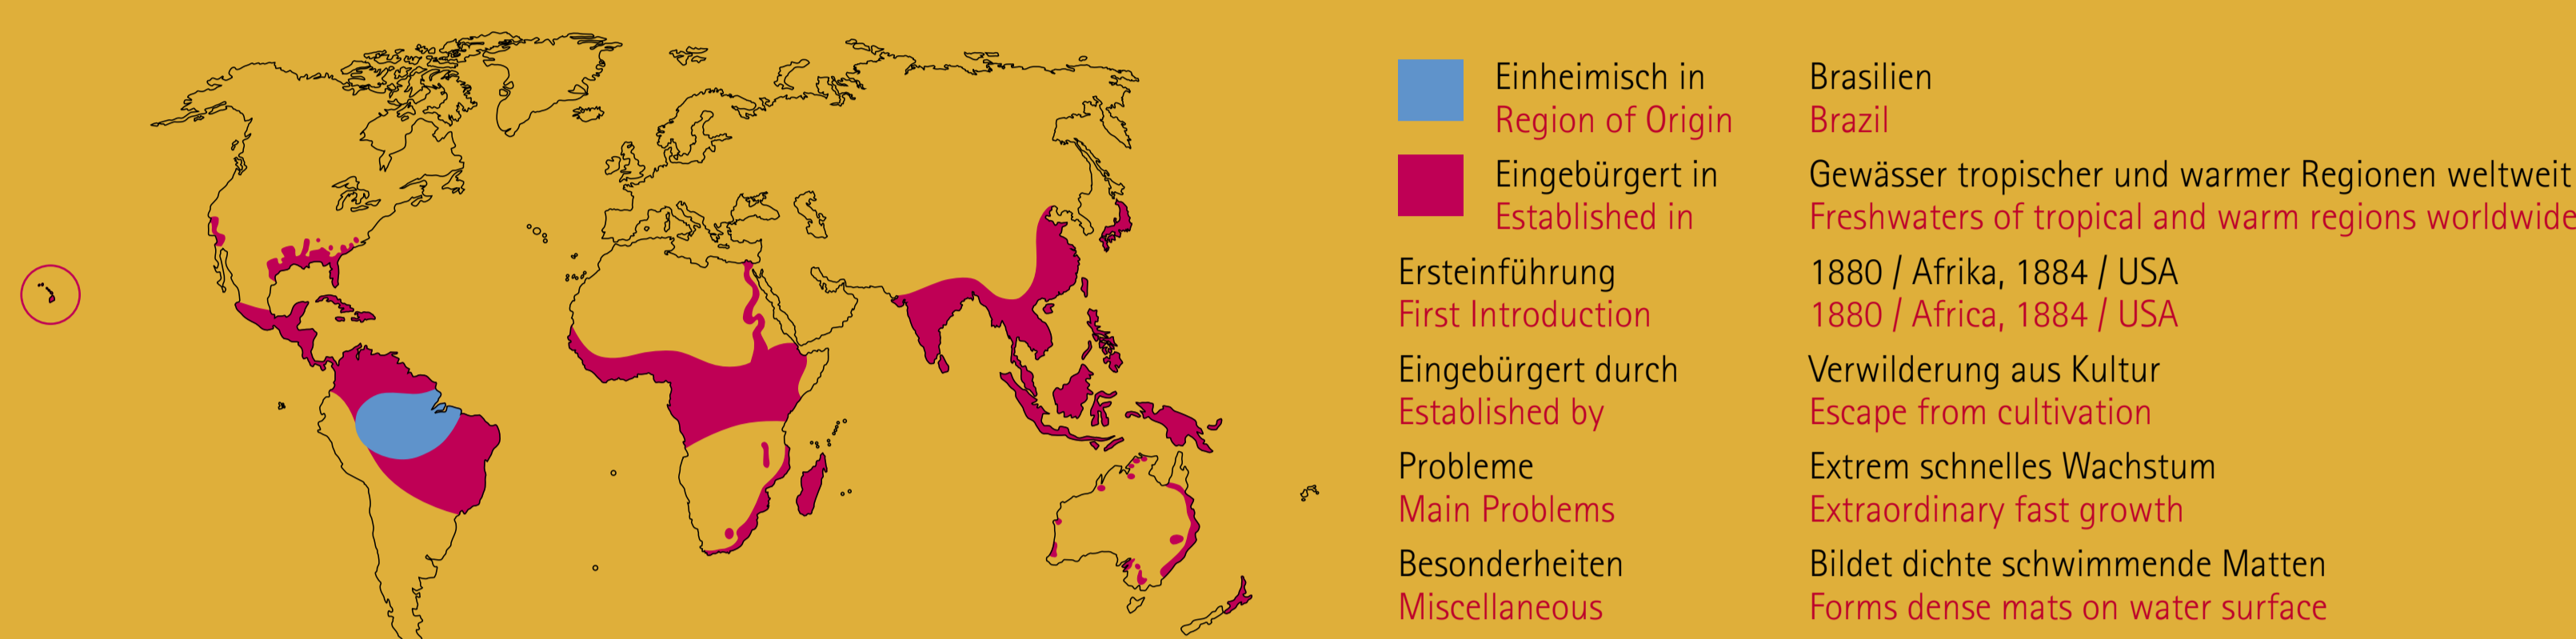 Einheimisch in Brasilien
Region of Origin Brazil
Eingebürgert in Gewässer tropischer und warmer Regionen weltweit
Established in Freshwaters of tropical and warm regions worldwide
Ersteinführung 1880 / Afrika, 1884 / USA
First Introduction 1880 / Africa, 1884 / USA
Eingebürgert durch Verwilderung aus Kultur
Established by Escape from cultivation
Probleme Extrem schnelles Wachstum
Main Problems Extraordinary fast growth
Besonderheiten Bildet dichte schwimmende Matten
Miscellaneous Forms dense mats on water surface